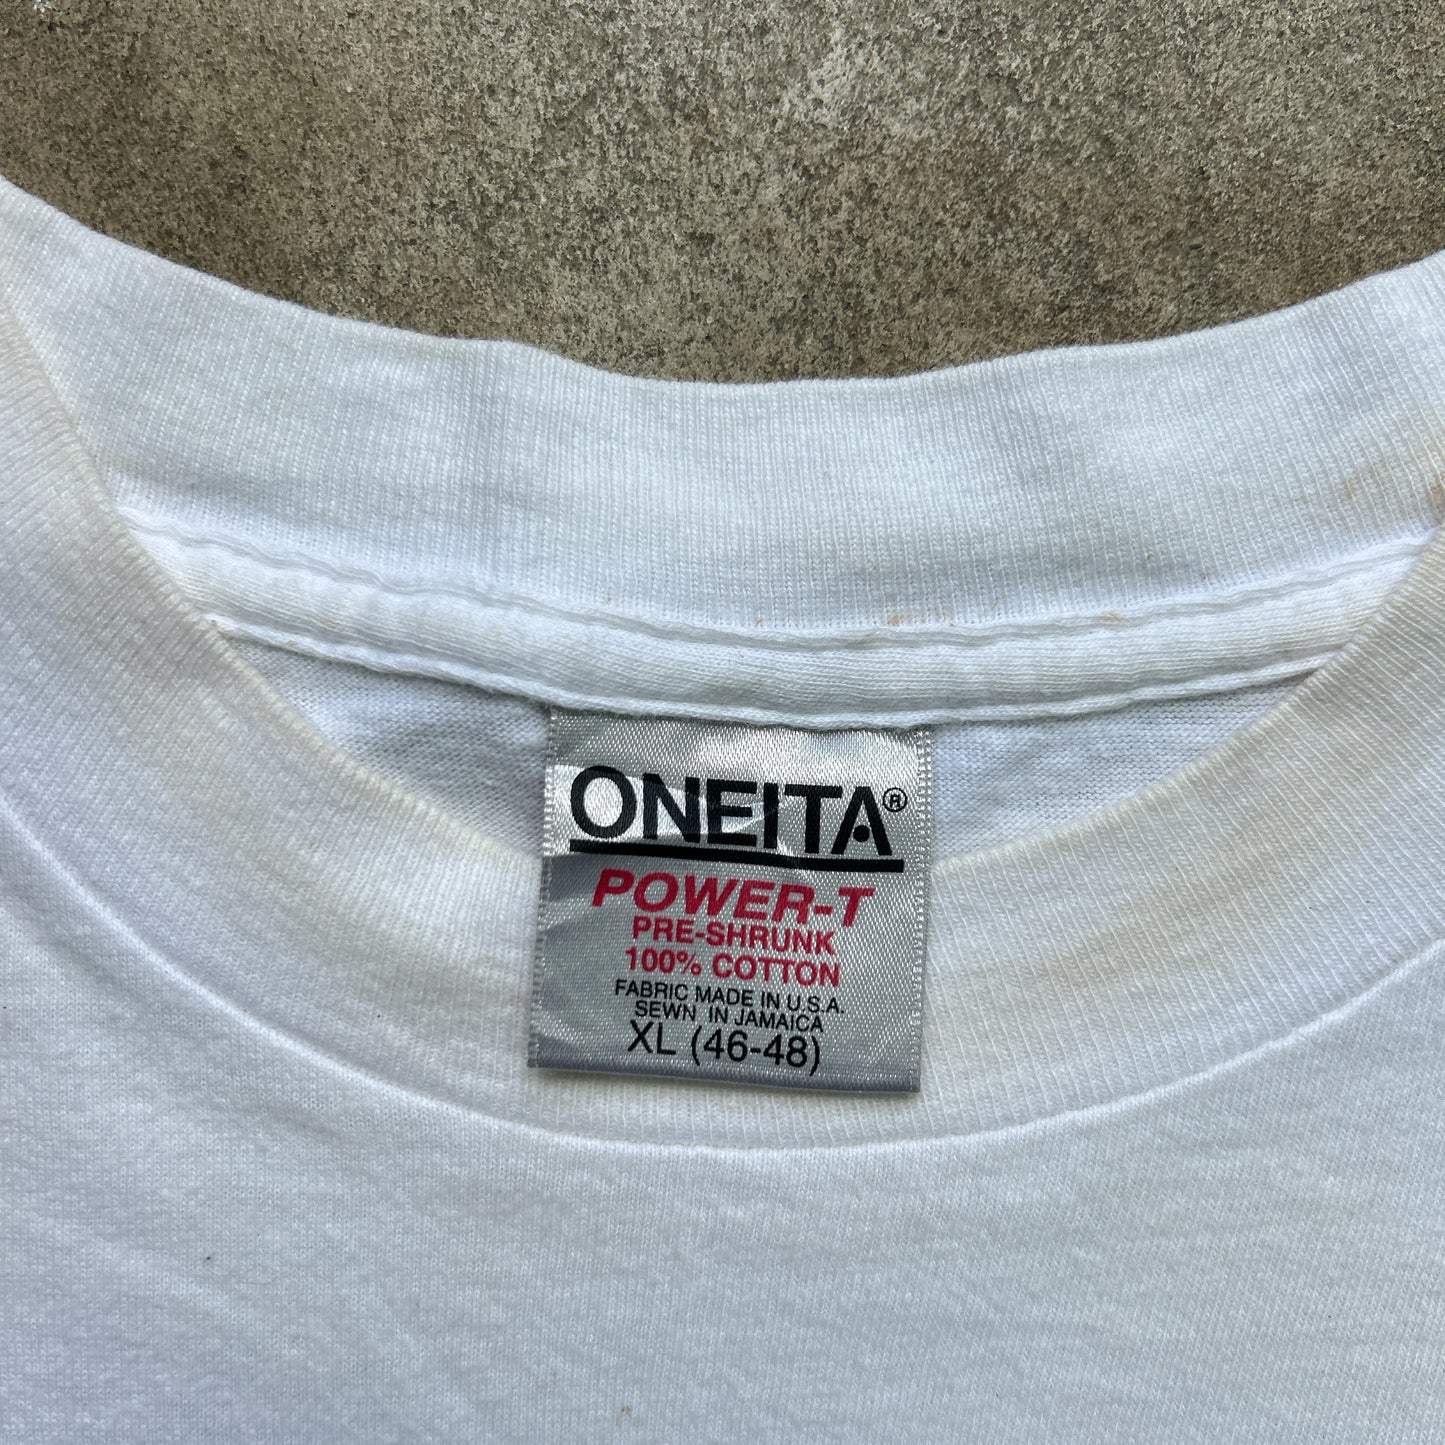 ONEITA®
POWER-T
PRE-SHRUNK
100% COTTON
FABRIC MADE IN U.S.A.
SEWN IN JAMAICA
XL (46-48)